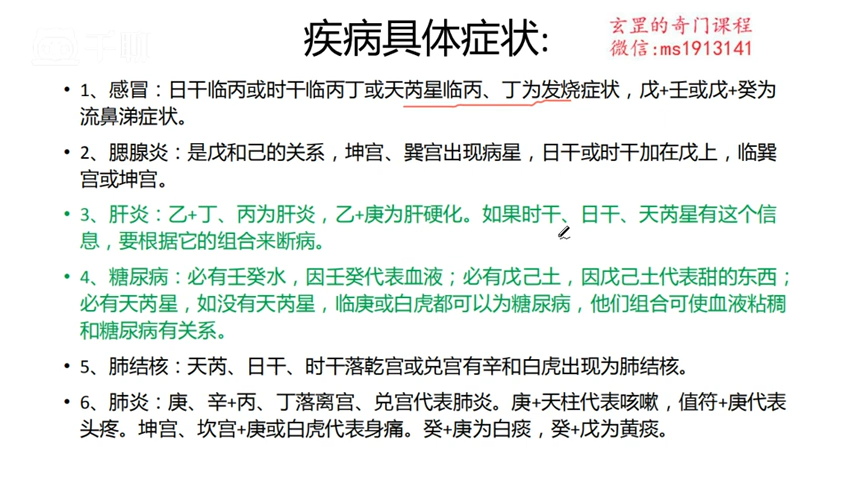 千聊
疾病具体症状:
玄罡的奇门课程
微信:ms1913141
• 1、感冒：日干临丙或时干临丙丁或天芮星临丙、丁为发烧症状，戊+壬或戊+癸为
流鼻涕症状。
• 2、腮腺炎：是戊和己的关系，坤宫、巽宫出现病星，日干或时干加在戊上，临巽
宫或坤宫。
• 3、肝炎：乙+丁、丙为肝炎，乙+庚为肝硬化。如果时干、日干、天芮星有这个信
息，要根据它的组合来断病。
• 4、糖尿病：必有壬癸水，因壬癸代表血液；必有戊己土，因戊己土代表甜的东西；
必有天芮星，如没有天芮星，临庚或白虎都可以为糖尿病，他们组合可使血液粘稠
和糖尿病有关系。
• 5、肺结核：天芮、日干、时干落乾宫或兑宫有辛和白虎出现为肺结核。
• 6、肺炎：庚、辛+丙、丁落离宫、兑宫代表肺炎。庚+天柱代表咳嗽，值符+庚代表
头疼。坤宫、坎宫+庚或白虎代表身痛。癸+庚为白痰，癸+戊为黄痰。